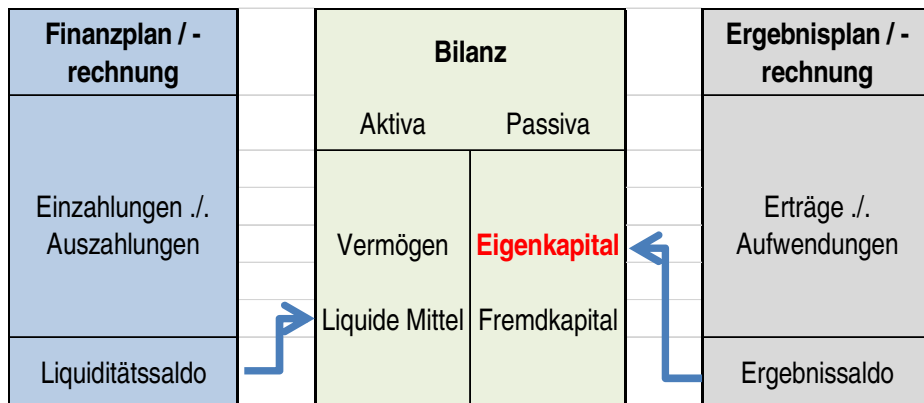 Finanzplan / -
rechnung
Einzahlungen ./.
Auszahlungen
Liquiditätssaldo
Bilanz
Aktiva
Passiva
Vermögen
Eigenkapital
Liquide Mittel
Fremdkapital
Ergebnisplan / -
rechnung
Erträge ./.
Aufwendungen
Ergebnissaldo